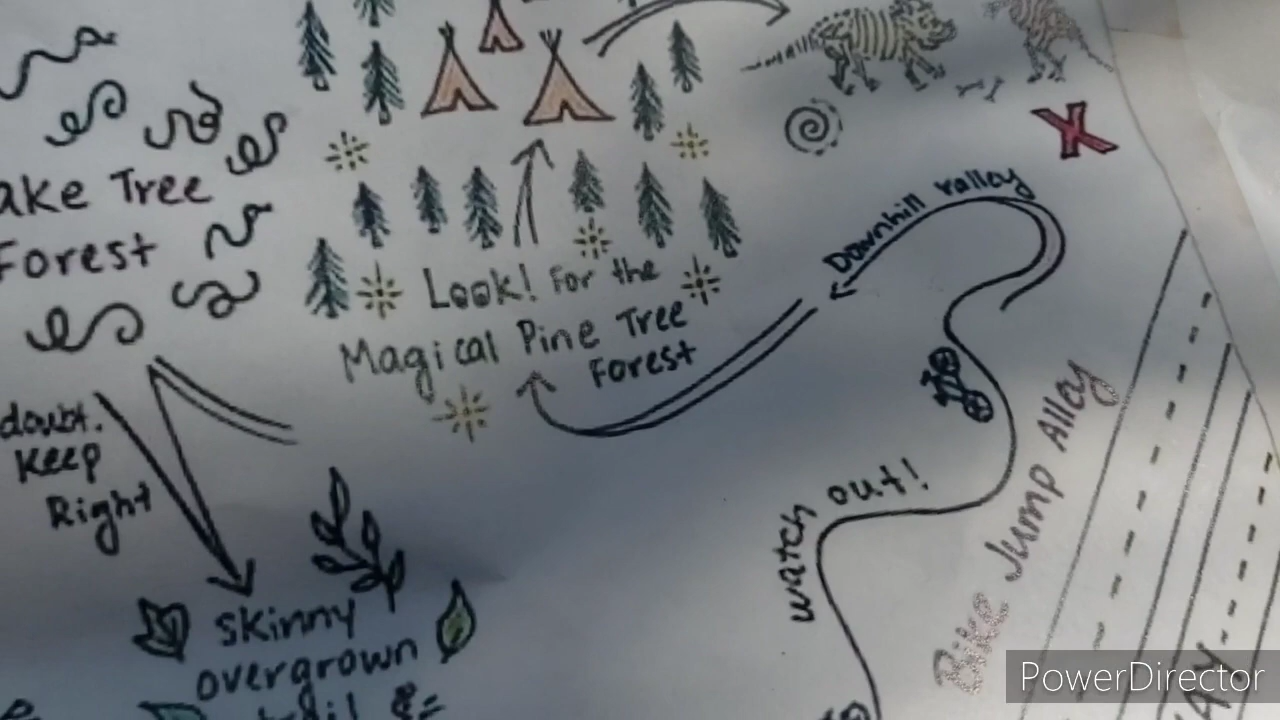 ake Tree
Forest
Look! For the
Magical Pine Tree
Forest
Downhill Valley
doubt.
Keep
Right
watch out!
Bike Jump Alley
skinny
overgrown
PowerDirector